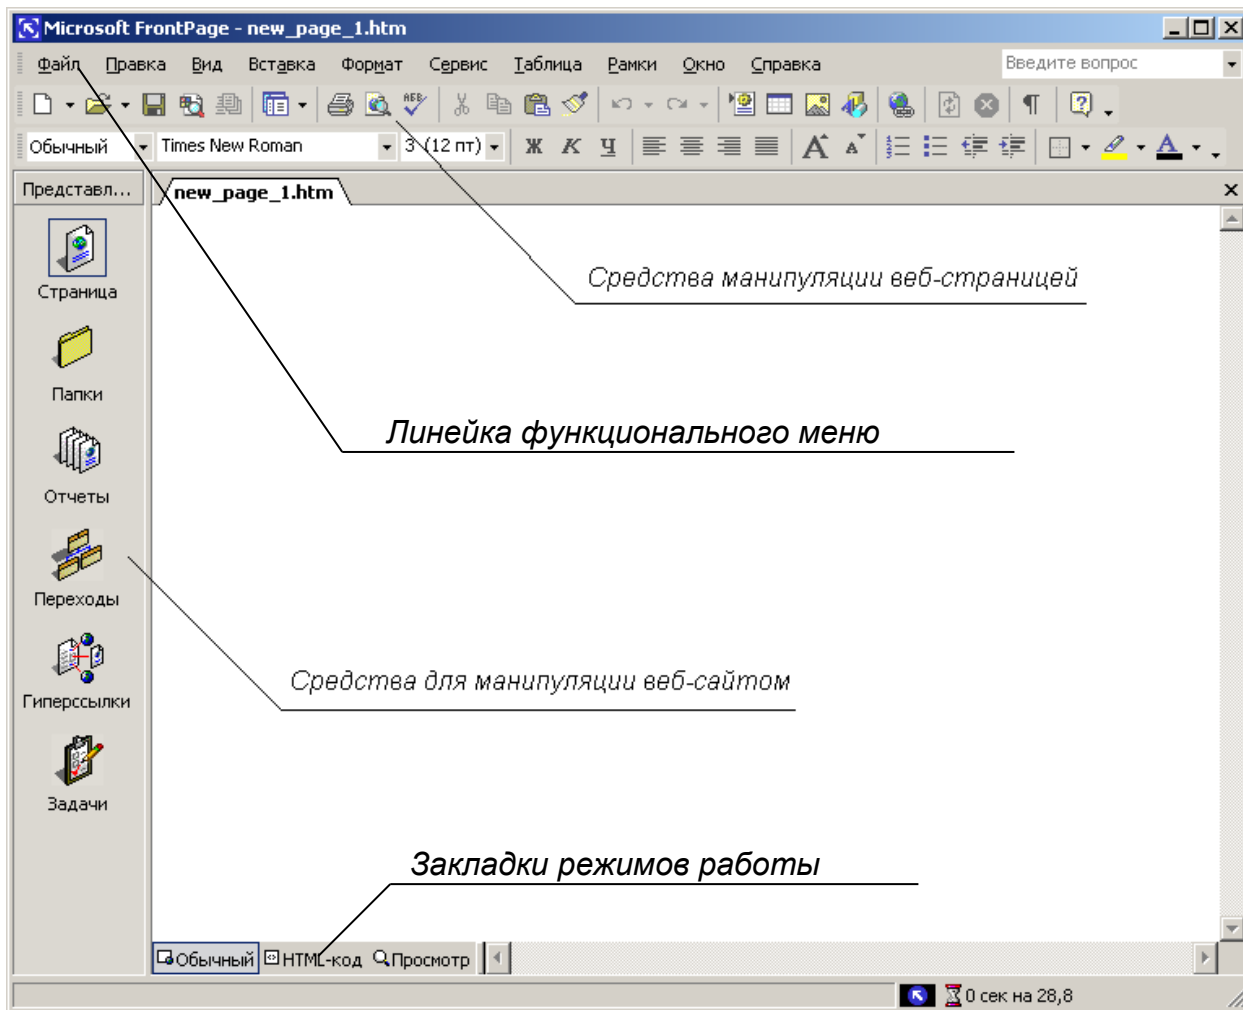 Microsoft FrontPage - new_page_1.htm
Файл Правка Вид Вставка Формат Сервис Таблица Рамки Окно Справка Введите вопрос
АБВ
Обычный Times New Roman 3 (12 пт) Ж К Ч А А А
Представл... new_page_1.htm
Страница
Средства манипуляции веб-страницей
Папки
Линейка функционального меню
Отчеты
Переходы
Средства для манипуляции веб-сайтом
Гиперссылки
Задачи
Закладки режимов работы
Обычный HTML-код Просмотр
0 сек на 28,8